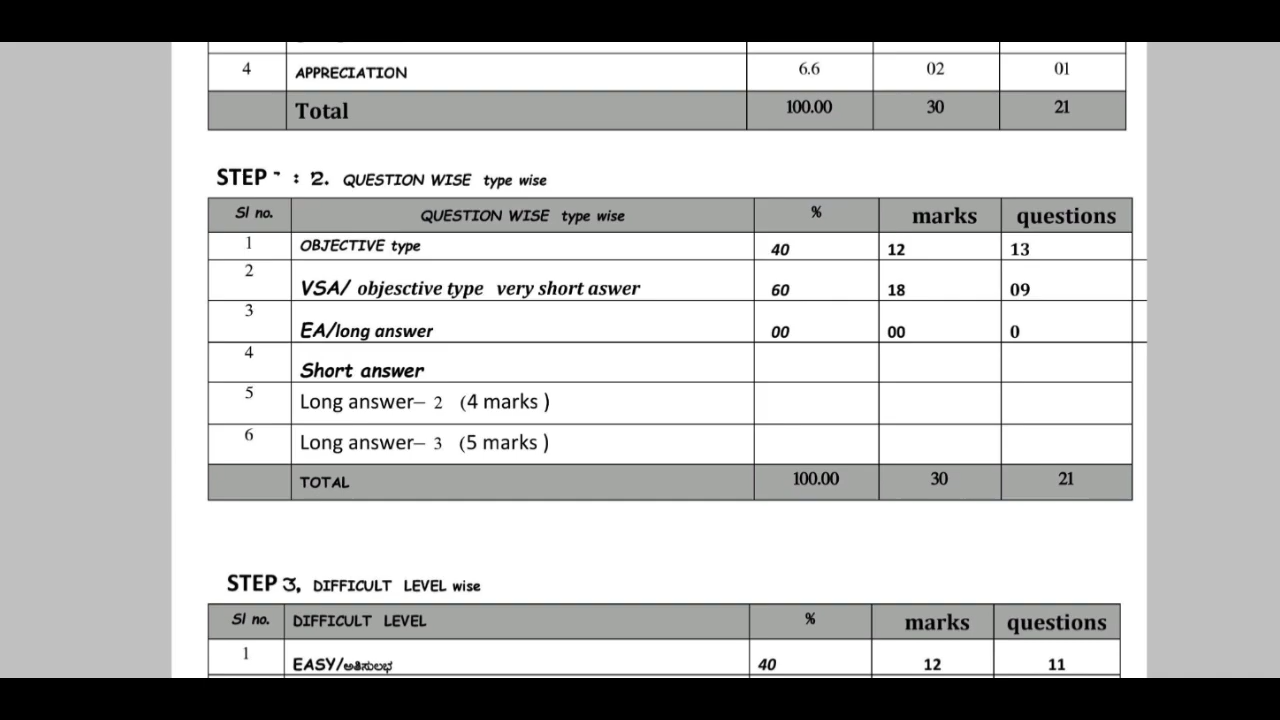 4 APPRECIATION 6.6 02 01
Total 100.00 30 21
STEP : 2. QUESTION WISE type wise
Sl no. QUESTION WISE type wise % marks questions
1 OBJECTIVE type 40 12 13
2 VSA/ objesctive type very short aswer 60 18 09
3 EA/long answer 00 00 0
4 Short answer
5 Long answer– 2 (4 marks )
6 Long answer– 3 (5 marks )
TOTAL 100.00 30 21
STEP 3, DIFFICULT LEVEL wise
Sl no. DIFFICULT LEVEL % marks questions
1 EASY/ಅತಿಸುಲಭ 40 12 11